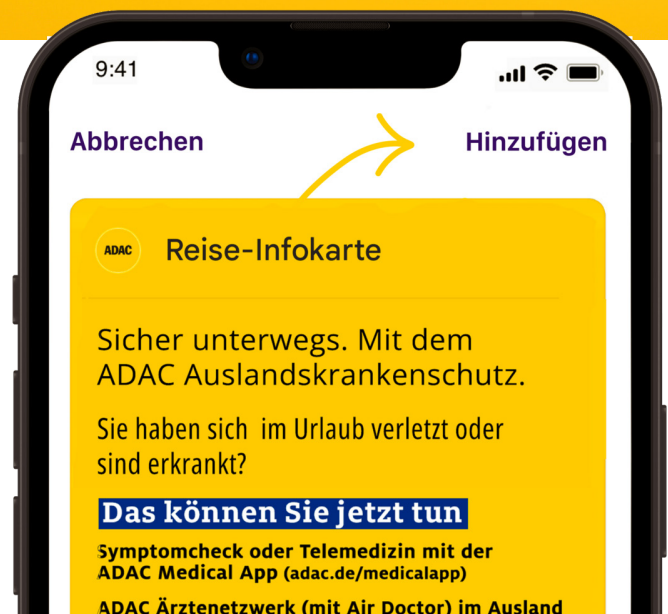 9:41
Abbrechen
Hinzufügen
ADAC
Reise-Infokarte
Sicher unterwegs. Mit dem
ADAC Auslandskrankenschutz.
Sie haben sich im Urlaub verletzt oder
sind erkrankt?
Das können Sie jetzt tun
Symptomcheck oder Telemedizin mit der
ADAC Medical App (adac.de/medicalapp)
ADAC Ärztenetzwerk (mit Air Doctor) im Ausland